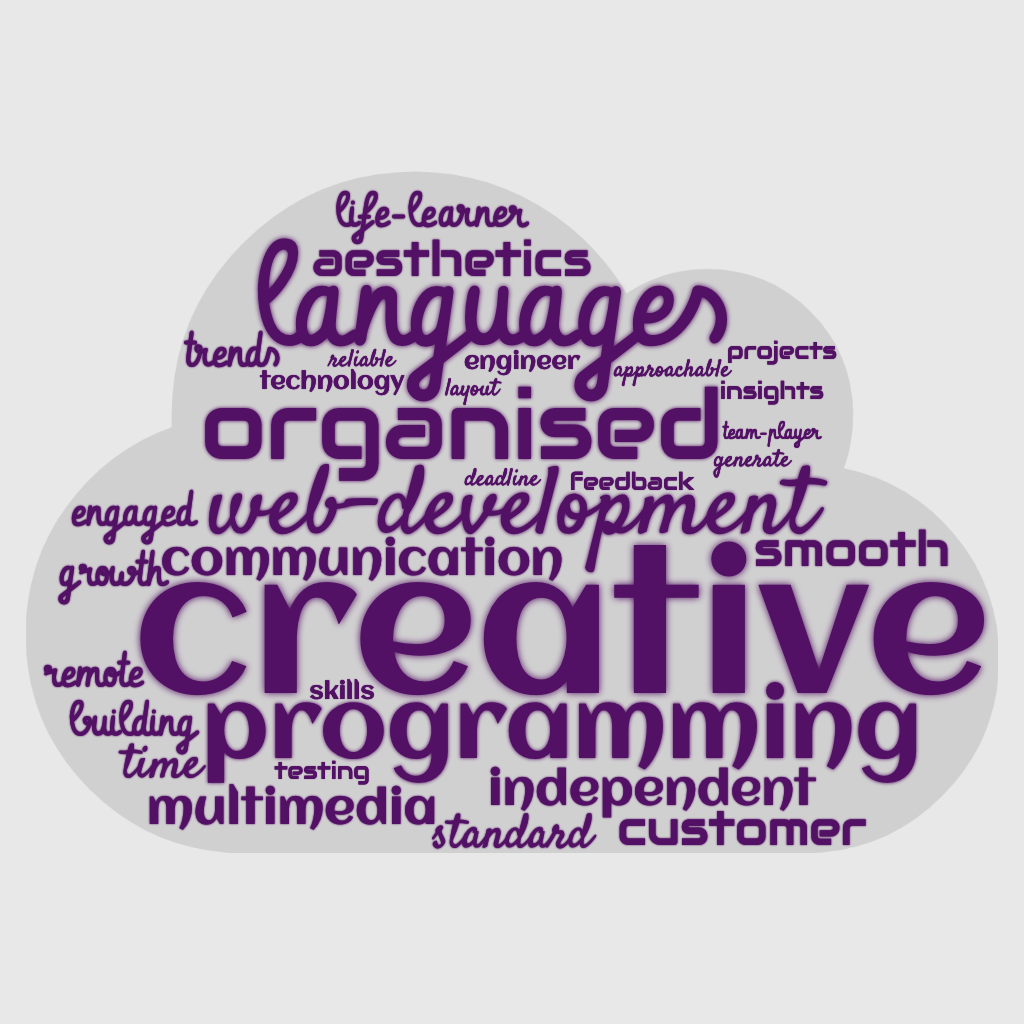 life-learner
aesthetics
languages
trends
reliable
engineer
approachable
projects
technology
layout
insights
organised
team-player
generate
deadline
feedback
engaged
web-development
communication
smooth
growth
creative
remote
skills
building
programming
time
testing
independent
multimedia
standard
customer